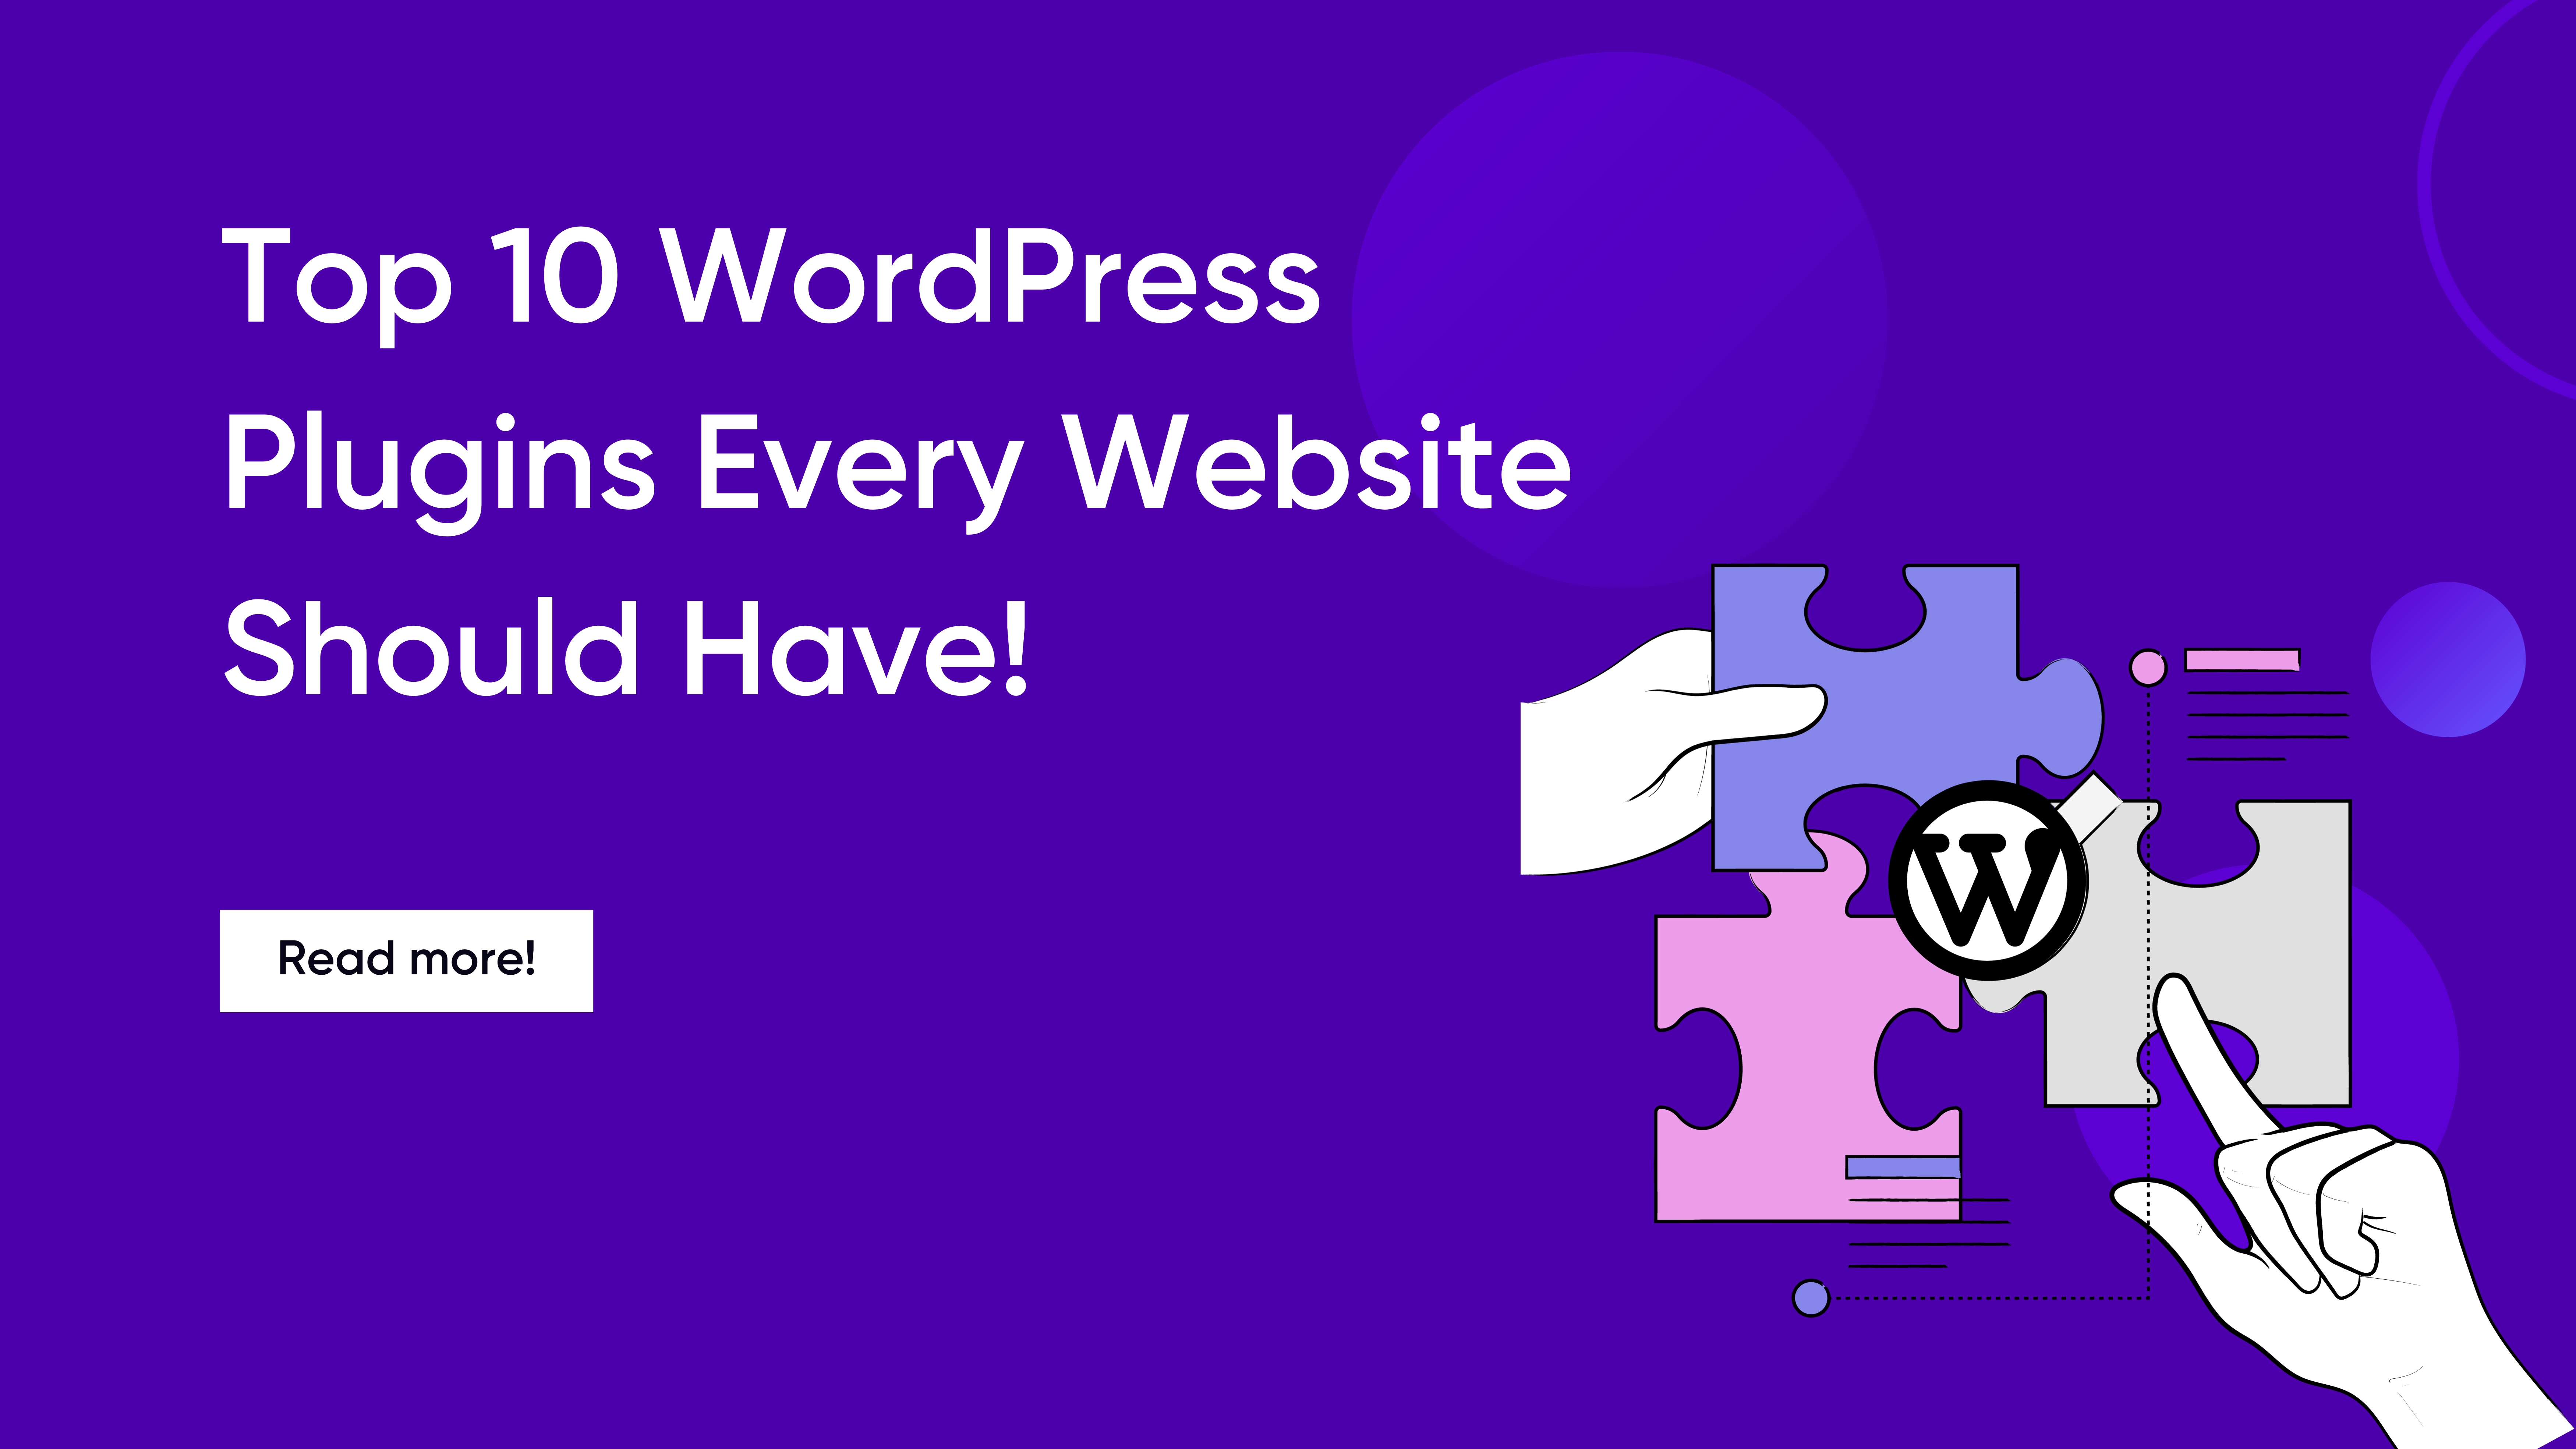 Top 10 WordPress
Plugins Every Website
Should Have!
Read more!
W